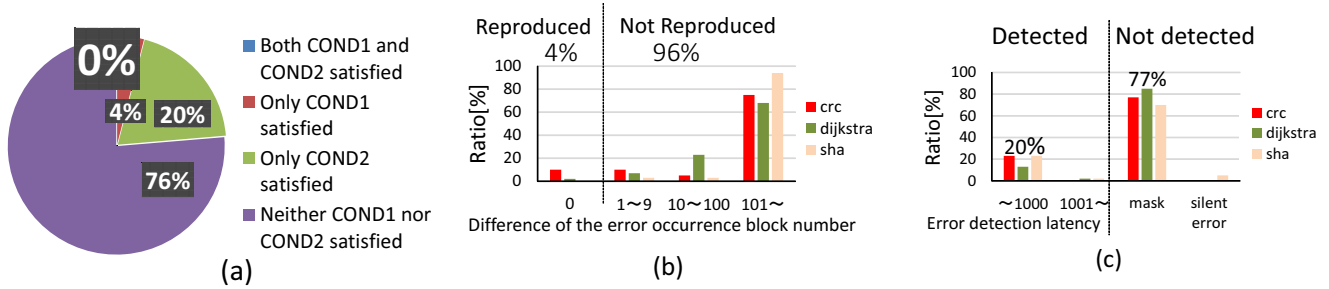 0%
4%
20%
76%
Both COND1 and
COND2 satisfied
Only COND1
satisfied
Only COND2
satisfied
Neither COND1 nor
COND2 satisfied
(a)
Reproduced
4%
Not Reproduced
96%
Ratio[%]
100
80
60
40
20
0
0
1～9
10～100
101～
Difference of the error occurrence block number
crc
dijkstra
sha
(b)
Detected
Not detected
Ratio[%]
100
80
60
40
20
0
20%
77%
～1000
1001～
mask
silent
error
Error detection latency
crc
dijkstra
sha
(c)